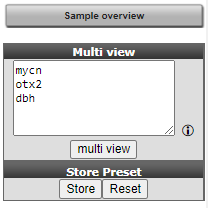 Sample overview
Multi view
mycn
otx2
dbh
multi view
Store Preset
Store Reset